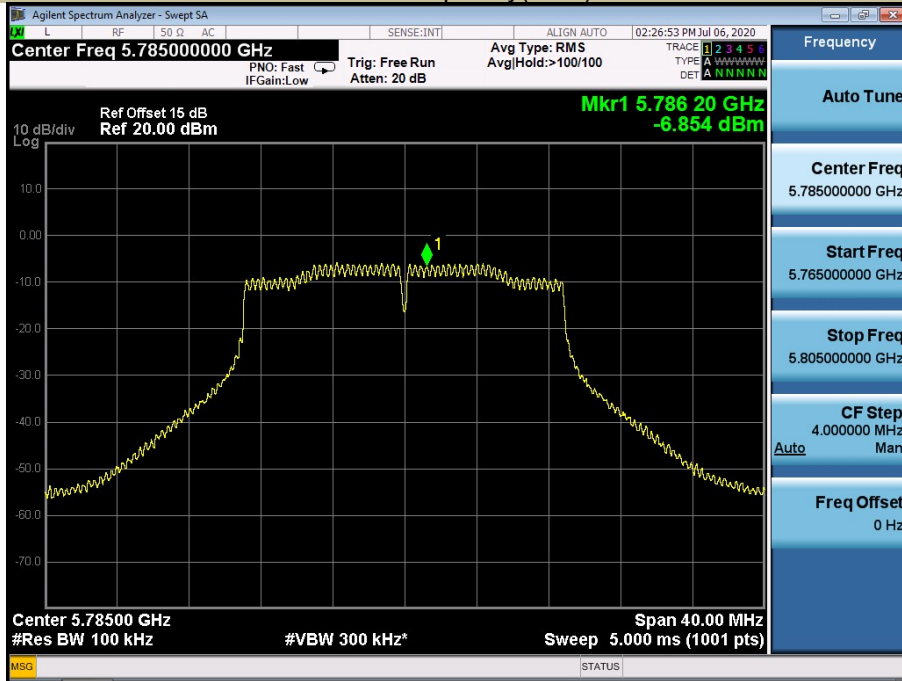 Agilent Spectrum Analyzer - Swept SA
LXI L RF 50 Ω AC SENSE:INT ALIGN AUTO 02:26:53 PM Jul 06, 2020
Center Freq 5.785000000 GHz
PNO: Fast
IFGain:Low
Trig: Free Run
Atten: 20 dB
Avg Type: RMS
Avg|Hold:>100/100
TRACE 1 2 3 4 5 6
TYPE A WWWWW
DET A N N N N N
Ref Offset 15 dB
Ref 20.00 dBm
10 dB/div
Log
Mkr1 5.786 20 GHz
-6.854 dBm
10.0
0.00
-10.0
-20.0
-30.0
-40.0
-50.0
-60.0
-70.0
1
Center 5.78500 GHz
Span 40.00 MHz
#Res BW 100 kHz
#VBW 300 kHz*
Sweep 5.000 ms (1001 pts)
MSG
STATUS
Frequency
Auto Tune
Center Freq
5.785000000 GHz
Start Freq
5.765000000 GHz
Stop Freq
5.805000000 GHz
CF Step
4.000000 MHz
Auto Man
Freq Offset
0 Hz